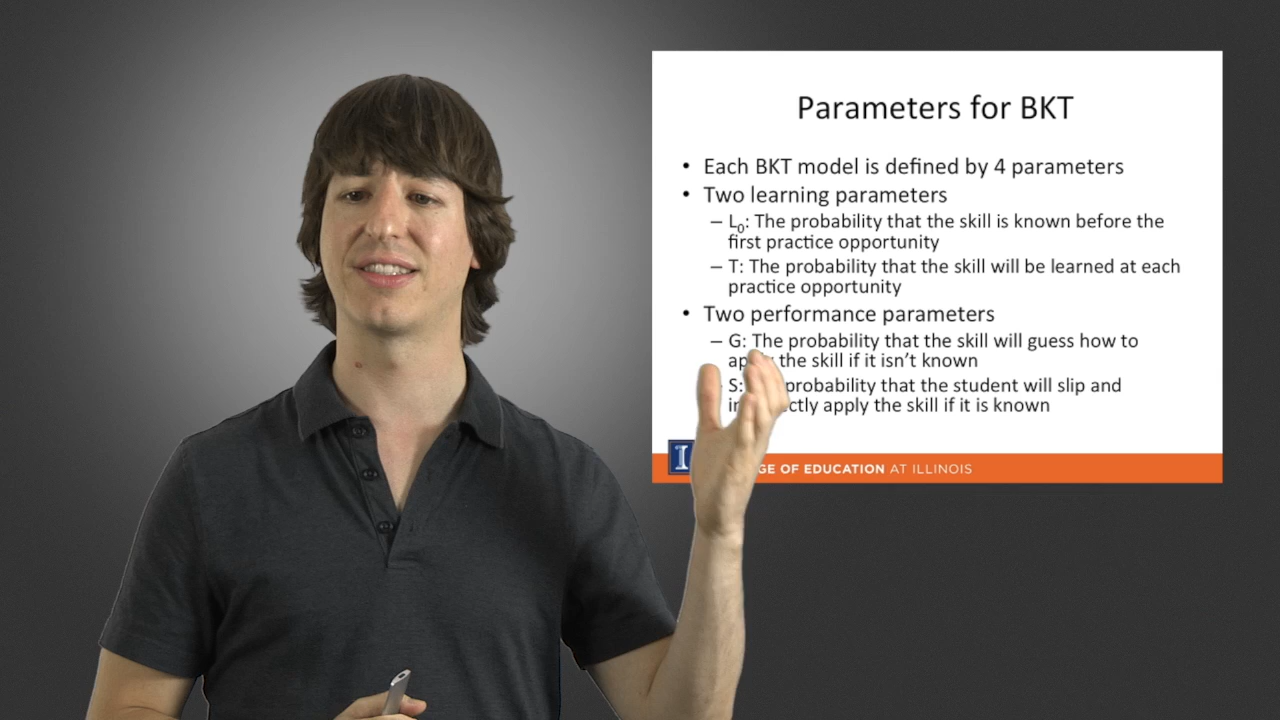 Parameters for BKT
• Each BKT model is defined by 4 parameters
• Two learning parameters
– L0: The probability that the skill is known before the
first practice opportunity
– T: The probability that the skill will be learned at each
practice opportunity
• Two performance parameters
– G: The probability that the skill will guess how to
the skill if it isn’t known
S: probability that the student will slip and
apply the skill if it is known
I
OF EDUCATION AT ILLINOIS